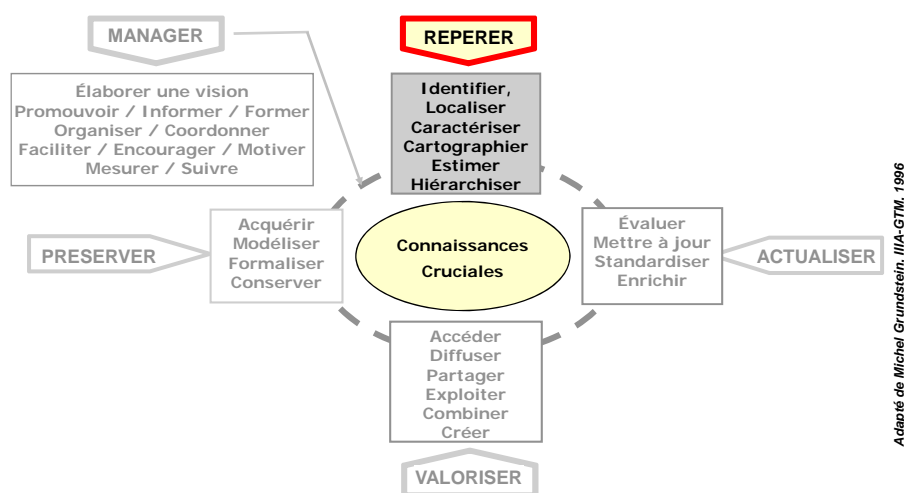 MANAGER
Élaborer une vision
Promouvoir / Informer / Former
Organiser / Coordonner
Faciliter / Encourager / Motiver
Mesurer / Suivre
REPERER
Identifier,
Localiser
Caractériser
Cartographier
Estimer
Hiérarchiser
PRESERVER
Acquérir
Modéliser
Formaliser
Conserver
Connaissances
Cruciales
Évaluer
Mettre à jour
Standardiser
Enrichir
ACTUALISER
Accéder
Diffuser
Partager
Exploiter
Combiner
Créer
VALORISER
Adapté de Michel Grundstein, IIIA-GTM, 1996